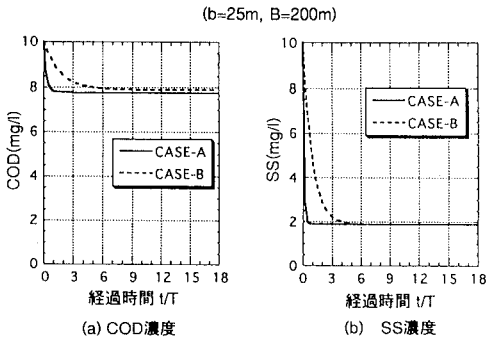 (b=25m, B=200m)
COD(mg/l)
10
8
6
4
2
0
CASE-A
CASE-B
0 3 6 9 12 15 18
経過時間 t/T
(a) COD濃度
SS(mg/l)
10
8
6
4
2
0
CASE-A
CASE-B
0 3 6 9 12 15 18
経過時間 t/T
(b) SS濃度